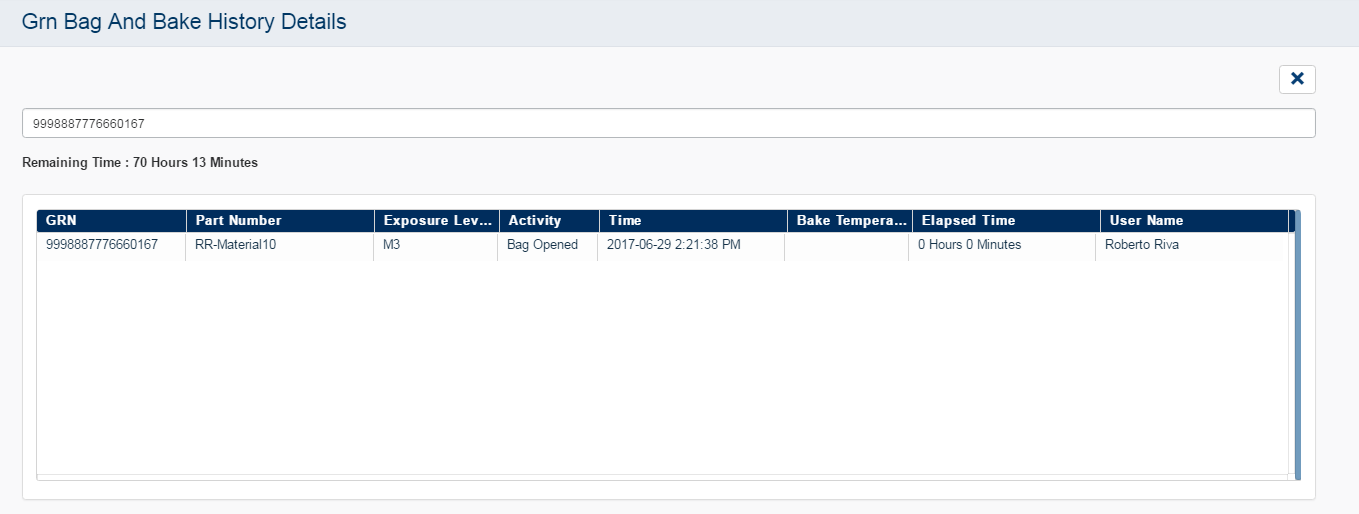 Grn Bag And Bake History Details
9998887776660167
Remaining Time : 70 Hours 13 Minutes
GRN Part Number Exposure Lev... Activity Time Bake Tempera... Elapsed Time User Name
9998887776660167 RR-Material10 M3 Bag Opened 2017-06-29 2:21:38 PM 0 Hours 0 Minutes Roberto Riva